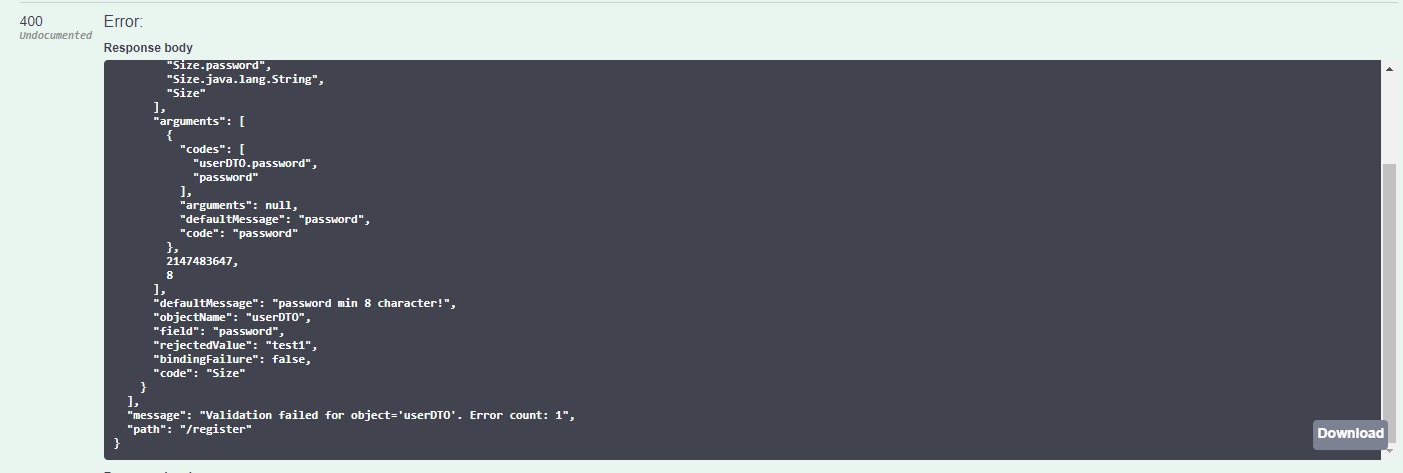 400
Undocumented
Error:
Response body
"Size.password",
"Size.java.lang.String",
"Size"
],
"arguments": [
{
"codes": [
"userDTO.password",
"password"
],
"arguments": null,
"defaultMessage": "password",
"code": "password"
},
2147483647,
8
],
"defaultMessage": "password min 8 character!",
"objectName": "userDTO",
"field": "password",
"rejectedValue": "test1",
"bindingFailure": false,
"code": "Size"
}
],
"message": "Validation failed for object='userDTO'. Error count: 1",
"path": "/register"
}
Download